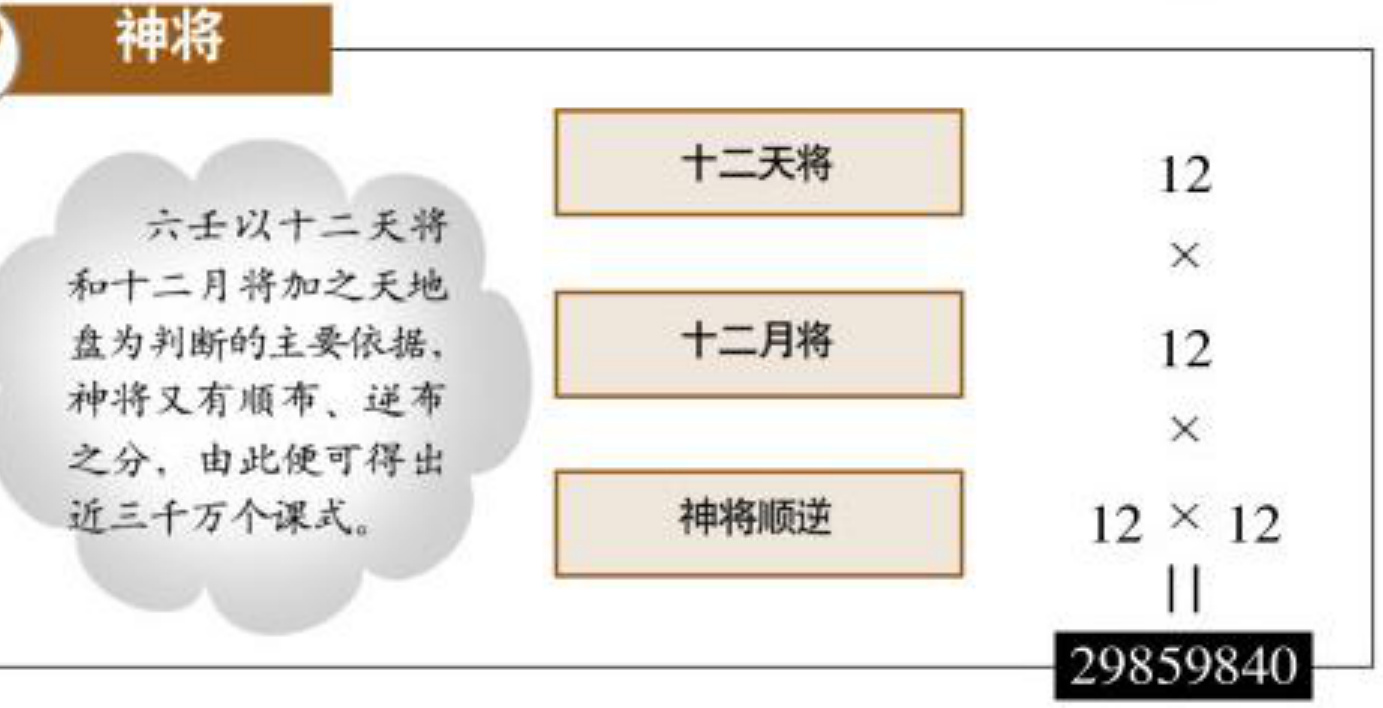 神将
六壬以十二天将
和十二月将加之天地
盘为判断的主要依据，
神将又有顺布、逆布
之分，由此便可得出
近三千万个课式。
十二天将
12
×
十二月将
12
×
神将顺逆
12 × 12
=
29859840